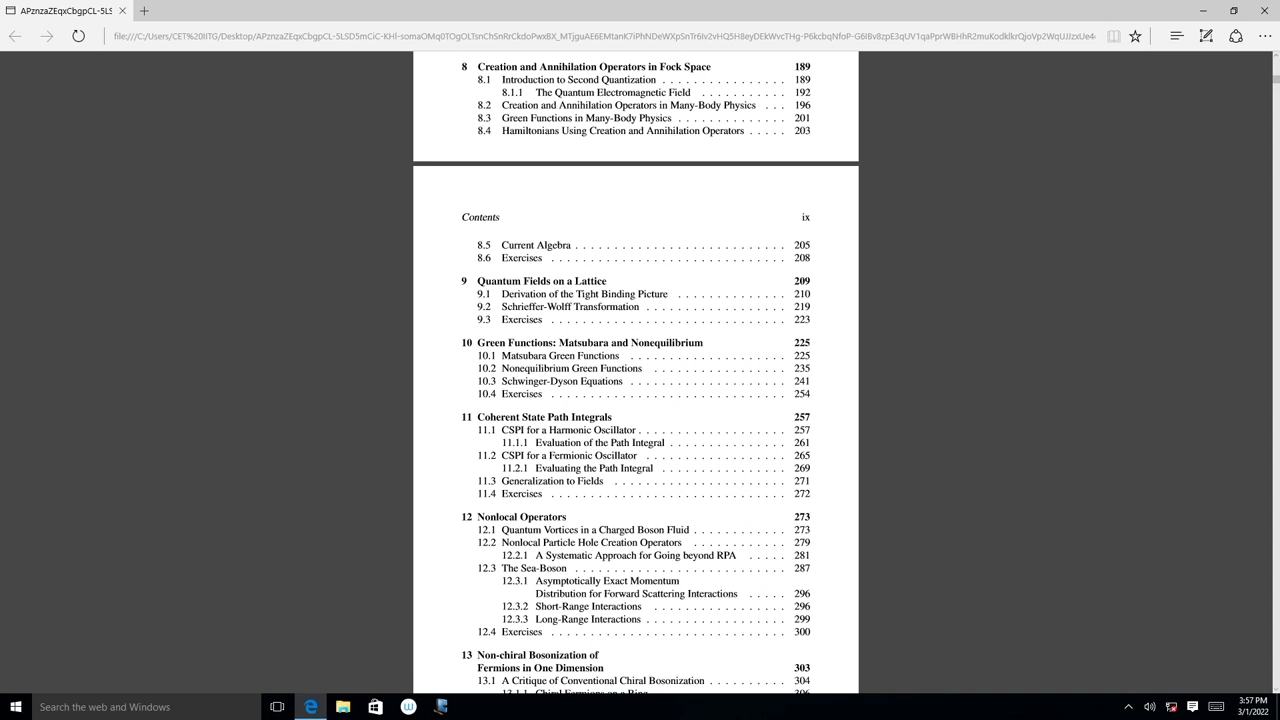 APznzaZEqxCbgpCL-5LS
8 Creation and Annihilation Operators in Fock Space 189
8.1 Introduction to Second Quantization . . . . . . . . . . . . . . . . 189
8.1.1 The Quantum Electromagnetic Field . . . . . . . . . . . 192
8.2 Creation and Annihilation Operators in Many-Body Physics . . . 196
8.3 Green Functions in Many-Body Physics . . . . . . . . . . . . . . 201
8.4 Hamiltonians Using Creation and Annihilation Operators . . . . . 203
Contents ix
8.5 Current Algebra . . . . . . . . . . . . . . . . . . . . . . . . . . . 205
8.6 Exercises . . . . . . . . . . . . . . . . . . . . . . . . . . . . . 208
9 Quantum Fields on a Lattice 209
9.1 Derivation of the Tight Binding Picture . . . . . . . . . . . . . . 210
9.2 Schrieffer-Wolff Transformation . . . . . . . . . . . . . . . . . . 219
9.3 Exercises . . . . . . . . . . . . . . . . . . . . . . . . . . . . . 223
10 Green Functions: Matsubara and Nonequilibrium 225
10.1 Matsubara Green Functions . . . . . . . . . . . . . . . . . . . . 225
10.2 Nonequilibrium Green Functions . . . . . . . . . . . . . . . . . 235
10.3 Schwinger-Dyson Equations . . . . . . . . . . . . . . . . . . . . 241
10.4 Exercises . . . . . . . . . . . . . . . . . . . . . . . . . . . . . 254
11 Coherent State Path Integrals 257
11.1 CSPI for a Harmonic Oscillator . . . . . . . . . . . . . . . . . . . 257
11.1.1 Evaluation of the Path Integral . . . . . . . . . . . . . . . 261
11.2 CSPI for a Fermionic Oscillator . . . . . . . . . . . . . . . . . . 265
11.2.1 Evaluating the Path Integral . . . . . . . . . . . . . . . . 269
11.3 Generalization to Fields . . . . . . . . . . . . . . . . . . . . . . 271
11.4 Exercises . . . . . . . . . . . . . . . . . . . . . . . . . . . . . 272
12 Nonlocal Operators 273
12.1 Quantum Vortices in a Charged Boson Fluid . . . . . . . . . . . . 273
12.2 Nonlocal Particle Hole Creation Operators . . . . . . . . . . . . 279
12.2.1 A Systematic Approach for Going beyond RPA . . . . . 281
12.3 The Sea-Boson . . . . . . . . . . . . . . . . . . . . . . . . . . . 287
12.3.1 Asymptotically Exact Momentum
Distribution for Forward Scattering Interactions . . . . . 296
12.3.2 Short-Range Interactions . . . . . . . . . . . . . . . . . 296
12.3.3 Long-Range Interactions . . . . . . . . . . . . . . . . . . 299
12.4 Exercises . . . . . . . . . . . . . . . . . . . . . . . . . . . . . 300
13 Non-chiral Bosonization of
Fermions in One Dimension 303
13.1 A Critique of Conventional Chiral Bosonization . . . . . . . . . . 304
Search the web and Windows
3:57 PM
3/1/2022